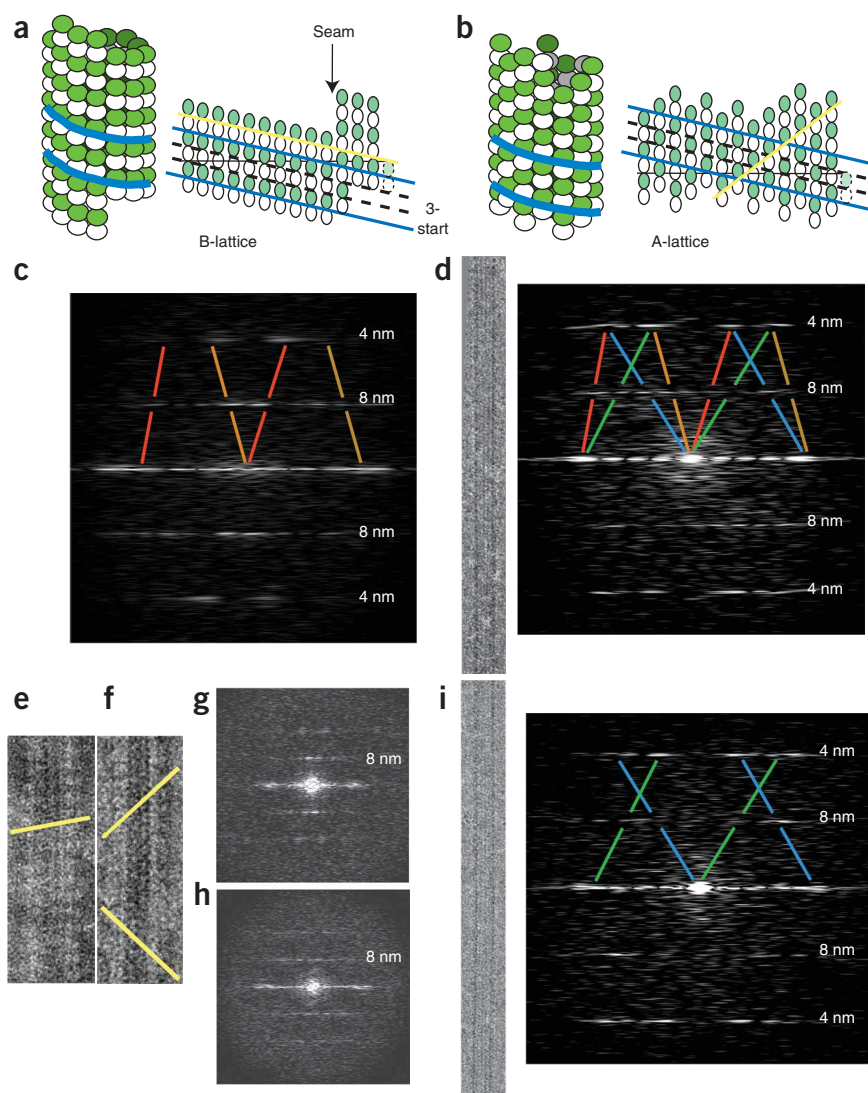 a
b
Seam
3-
start
B-lattice
A-lattice
c
d
4 nm
8 nm
8 nm
4 nm
4 nm
8 nm
8 nm
4 nm
e
f
g
8 nm
h
8 nm
i
4 nm
8 nm
8 nm
4 nm